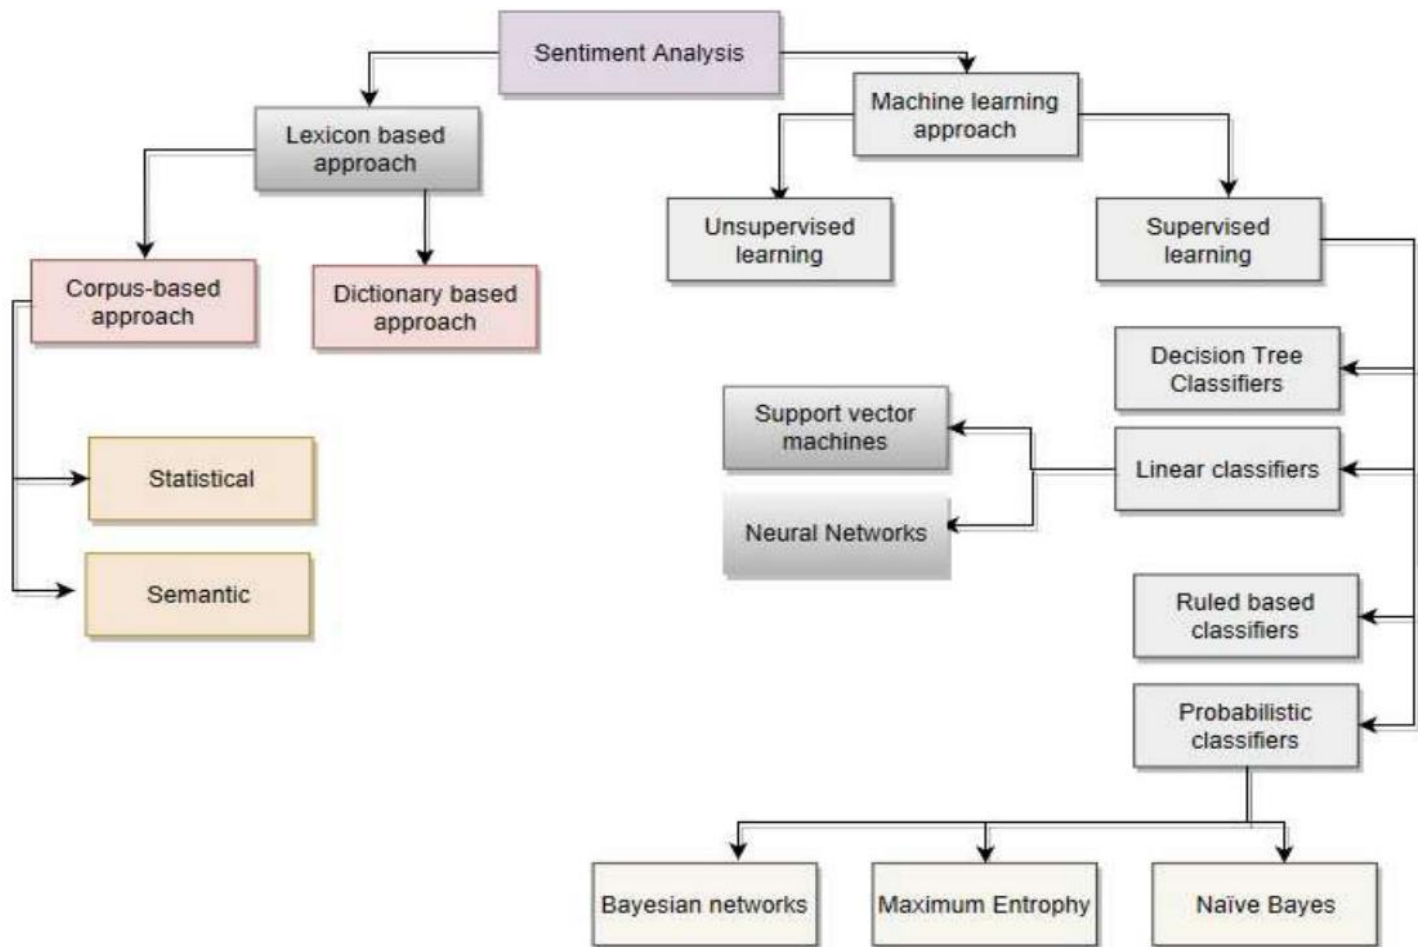 Sentiment Analysis
Machine learning
approach
Lexicon based
approach
Unsupervised
learning
Supervised
learning
Corpus-based
approach
Dictionary based
approach
Decision Tree
Classifiers
Support vector
machines
Linear classifiers
Statistical
Neural Networks
Semantic
Ruled based
classifiers
Probabilistic
classifiers
Bayesian networks
Maximum Entropy
Naïve Bayes